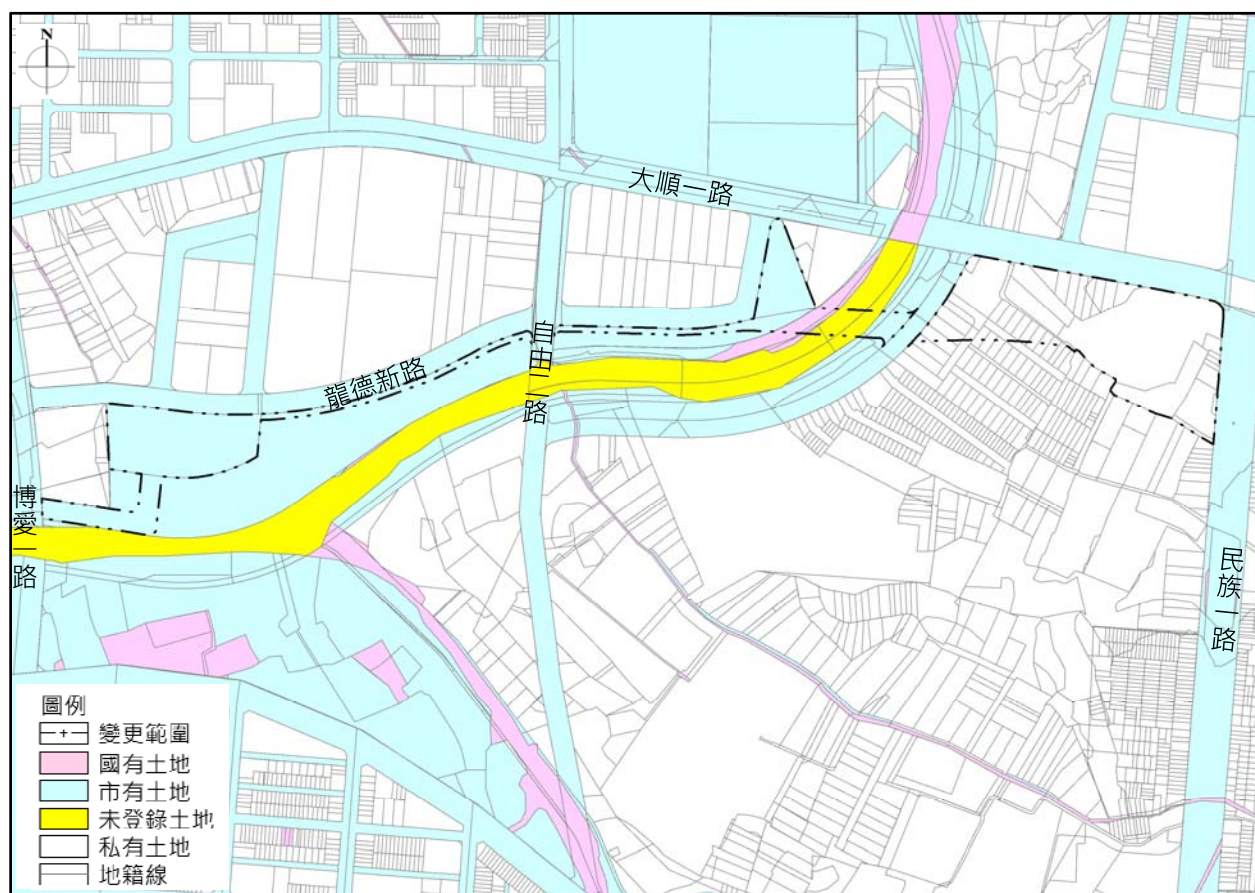 N
大順一路
自由二路
龍德新路
博愛一路
民族一路
圖例
變更範圍
國有土地
市有土地
未登錄土地
私有土地
地籍線